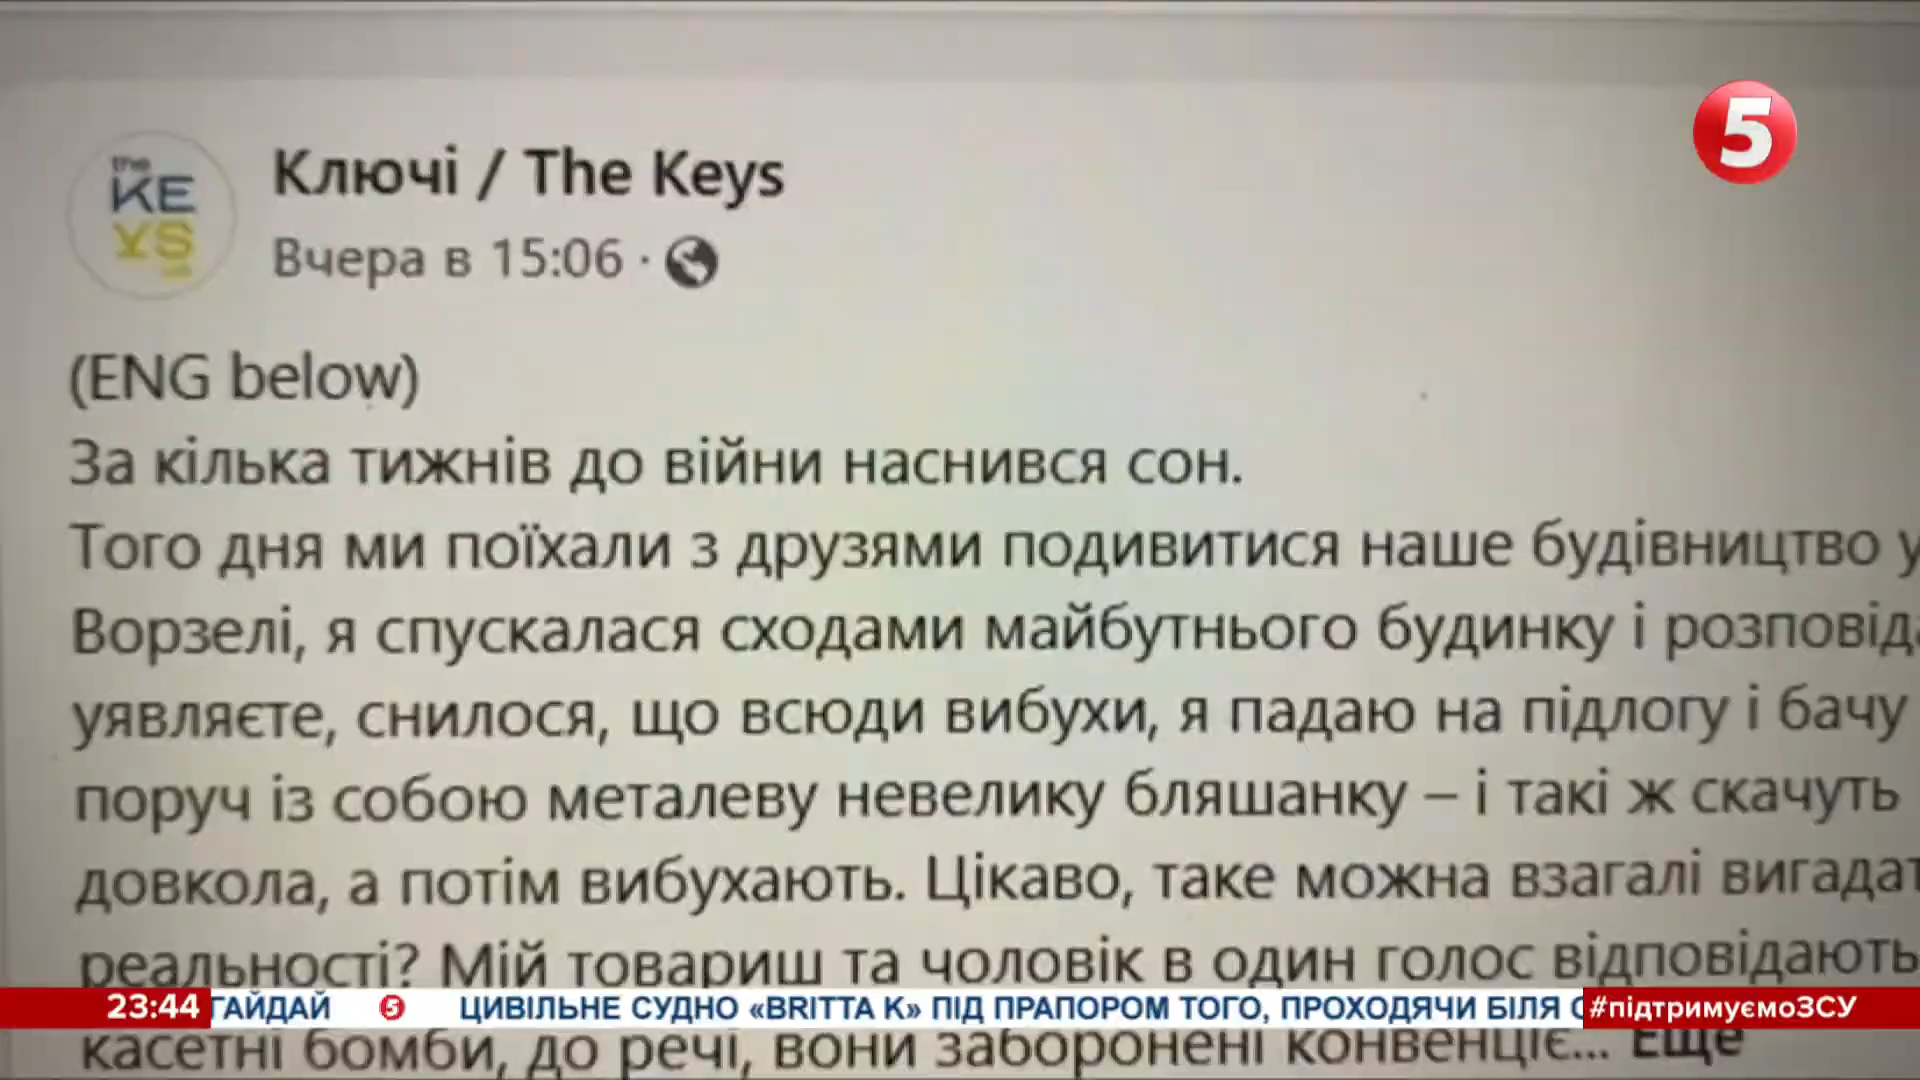 5
the
KE
YS
Ключі / The Keys
Вчера в 15:06 ·
(ENG below)
За кілька тижнів до війни наснився сон.
Того дня ми поїхали з друзями подивитися наше будівництво у
Ворзелі, я спускалася сходами майбутнього будинку і розповід
уявляєте, снилося, що всюди вибухи, я падаю на підлогу і бачу
поруч із собою металеву невелику бляшанку – і такі ж скачуть
довкола, а потім вибухають. Цікаво, таке можна взагалі вигадат
реальності? Мій товариш та чоловік в один голос відповідають
23:44 ГАЙДАЙ 5 ЦИВІЛЬНЕ СУДНО «BRITTA K» ПІД ПРАПОРОМ ТОГО, ПРОХОДЯЧИ БІЛЯ #підтримуємоЗСУ
касетні бомби, до речі, вони заборонені конвенціє... Еще